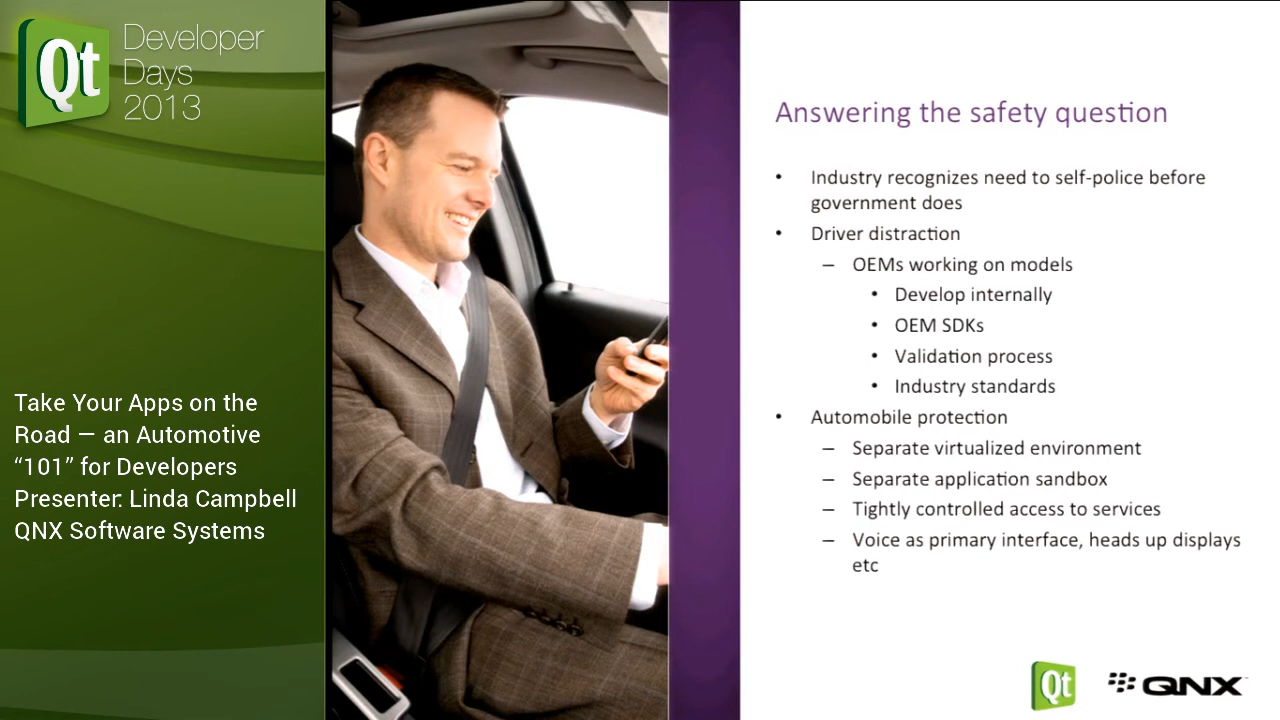 Qt Developer
Days
2013
Take Your Apps on the
Road — an Automotive
“101” for Developers
Presenter: Linda Campbell
QNX Software Systems
Answering the safety question
• Industry recognizes need to self-police before
government does
• Driver distraction
– OEMs working on models
• Develop internally
• OEM SDKs
• Validation process
• Industry standards
• Automobile protection
– Separate virtualized environment
– Separate application sandbox
– Tightly controlled access to services
– Voice as primary interface, heads up displays
etc
Qt QNX